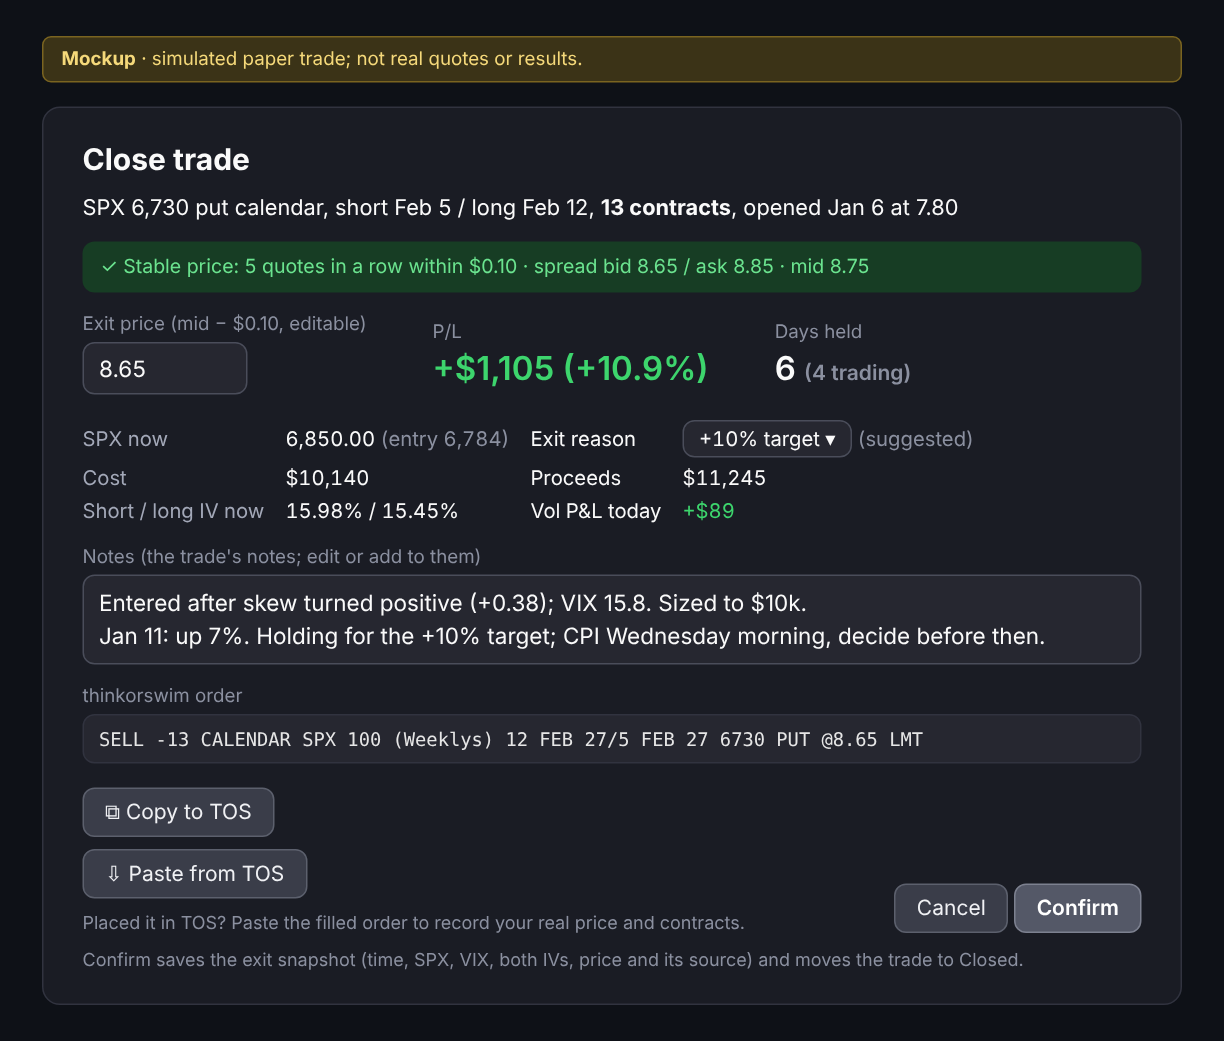 Mockup · simulated paper trade; not real quotes or results.
Close trade
SPX 6,730 put calendar, short Feb 5 / long Feb 12, 13 contracts, opened Jan 6 at 7.80
✓ Stable price: 5 quotes in a row within $0.10 · spread bid 8.65 / ask 8.85 · mid 8.75
Exit price (mid − $0.10, editable)
8.65
P/L
+$1,105 (+10.9%)
Days held
6 (4 trading)
SPX now 6,850.00 (entry 6,784) Exit reason +10% target ▾ (suggested)
Cost $10,140 Proceeds $11,245
Short / long IV now 15.98% / 15.45% Vol P&L today +$89
Notes (the trade's notes; edit or add to them)
Entered after skew turned positive (+0.38); VIX 15.8. Sized to $10k.
Jan 11: up 7%. Holding for the +10% target; CPI Wednesday morning, decide before then.
thinkorswim order
SELL -13 CALENDAR SPX 100 (Weeklys) 12 FEB 27/5 FEB 27 6730 PUT @8.65 LMT
⧉ Copy to TOS
⇩ Paste from TOS
Placed it in TOS? Paste the filled order to record your real price and contracts.
Cancel
Confirm
Confirm saves the exit snapshot (time, SPX, VIX, both IVs, price and its source) and moves the trade to Closed.